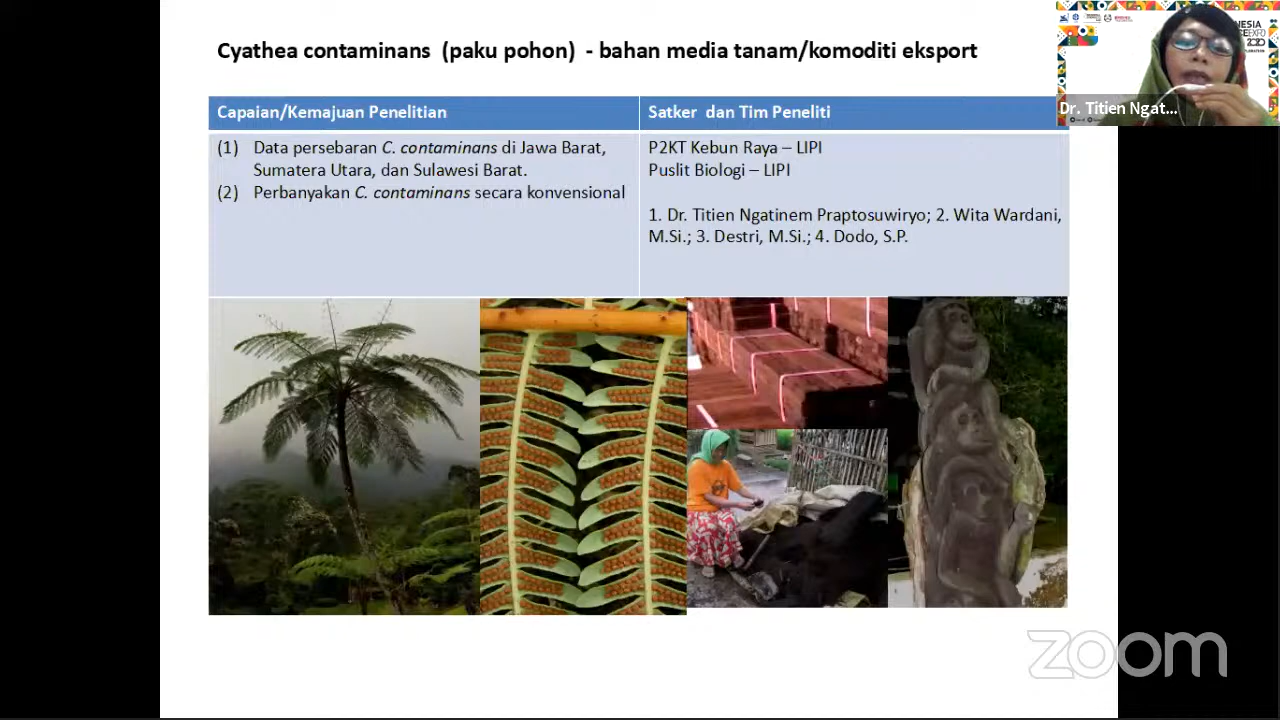 Cyathea contaminans (paku pohon) - bahan media tanam/komoditi eksport
Capaian/Kemajuan Penelitian
Satker dan Tim Peneliti
(1) Data persebaran C. contaminans di Jawa Barat,
Sumatera Utara, dan Sulawesi Barat.
(2) Perbanyakan C. contaminans secara konvensional
P2KT Kebun Raya – LIPI
Puslit Biologi – LIPI
1. Dr. Titien Ngatinem Praptosuwiryo; 2. Wita Wardani,
M.Si.; 3. Destri, M.Si.; 4. Dodo, S.P.
2020
Dr. Titien Ngat...
zoom